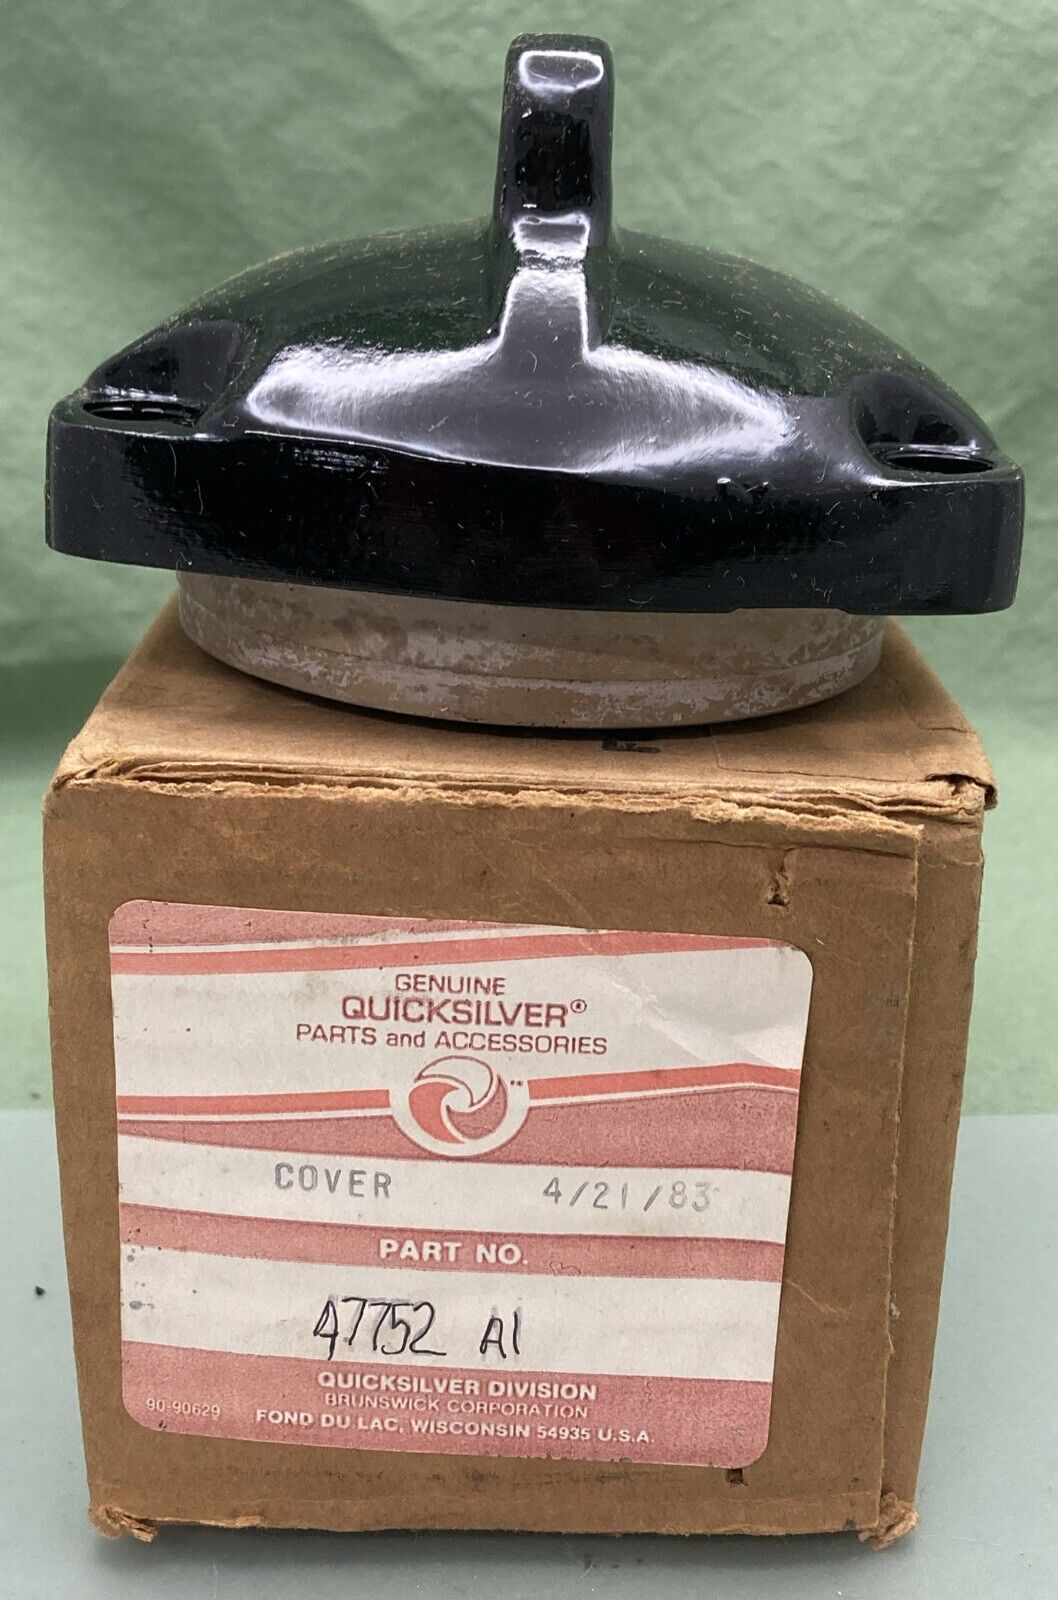 GENUINE
QUICKSILVER®
PARTS and ACCESSORIES
COVER 4/21/83
PART NO.
47752 A1
QUICKSILVER DIVISION
BRUNSWICK CORPORATION
90-90629
FOND DU LAC, WISCONSIN 54935 U.S.A.